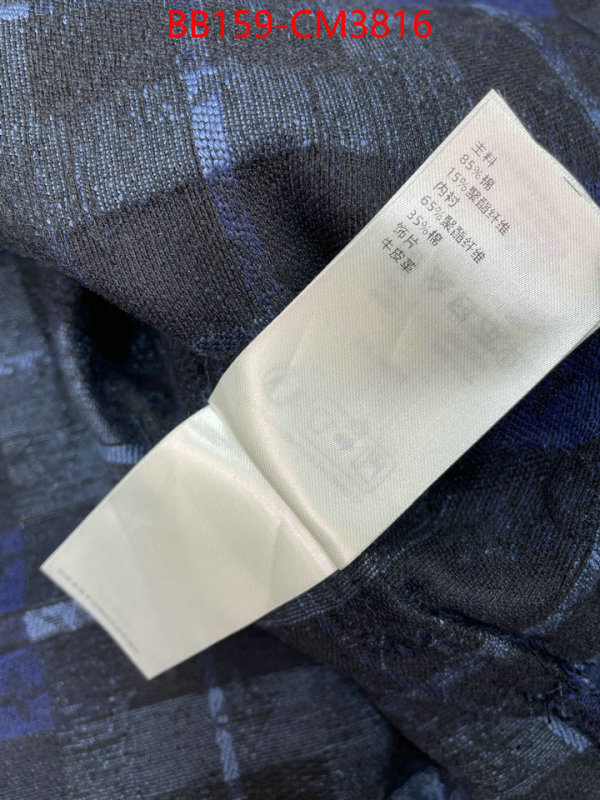 BB159-CM3816
主料
85%棉
15%聚酯纤维
内衬
65%聚酯纤维
35%棉
饰片
牛皮革